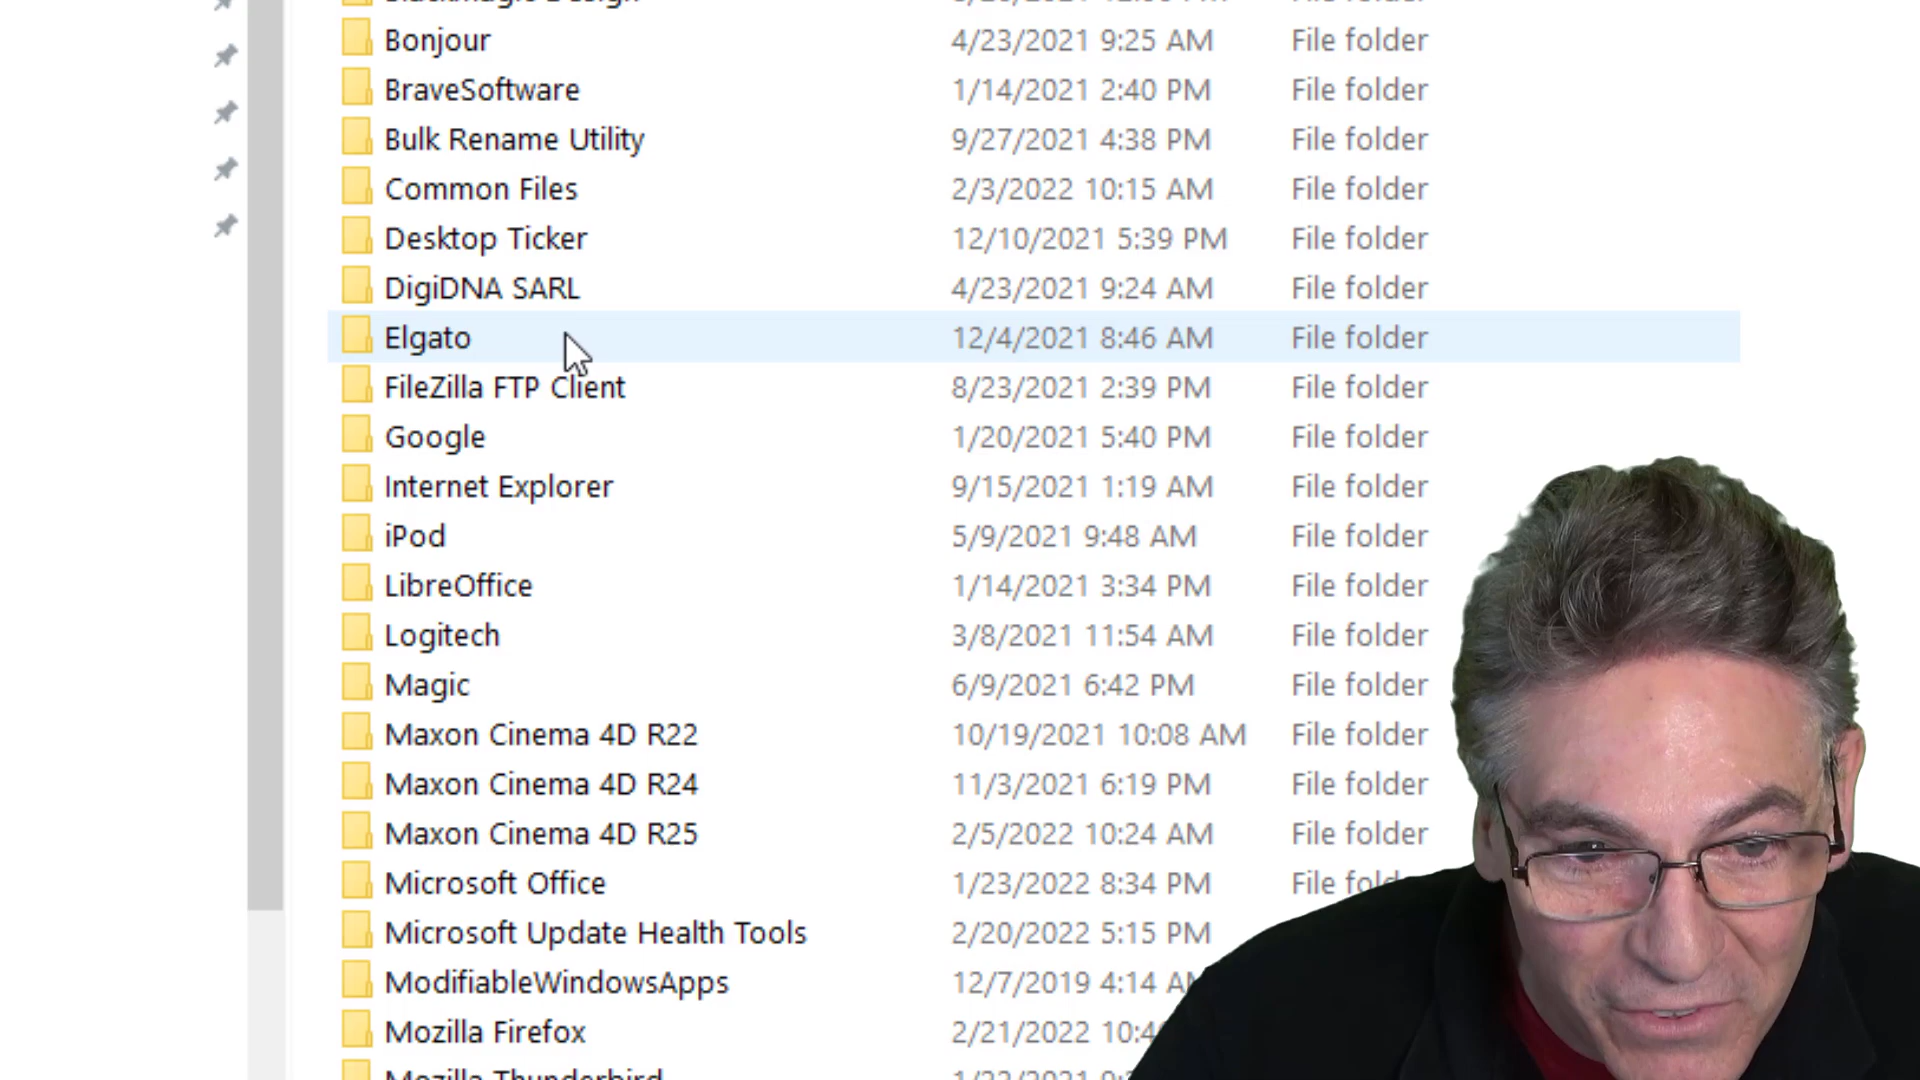 Blackmagic Design
Bonjour 4/23/2021 9:25 AM File folder
BraveSoftware 1/14/2021 2:40 PM File folder
Bulk Rename Utility 9/27/2021 4:38 PM File folder
Common Files 2/3/2022 10:15 AM File folder
Desktop Ticker 12/10/2021 5:39 PM File folder
DigiDNA SARL 4/23/2021 9:24 AM File folder
Elgato 12/4/2021 8:46 AM File folder
FileZilla FTP Client 8/23/2021 2:39 PM File folder
Google 1/20/2021 5:40 PM File folder
Internet Explorer 9/15/2021 1:19 AM File folder
iPod 5/9/2021 9:48 AM File folder
LibreOffice 1/14/2021 3:34 PM File folder
Logitech 3/8/2021 11:54 AM File folder
Magic 6/9/2021 6:42 PM File folder
Maxon Cinema 4D R22 10/19/2021 10:08 AM File folder
Maxon Cinema 4D R24 11/3/2021 6:19 PM File folder
Maxon Cinema 4D R25 2/5/2022 10:24 AM File folder
Microsoft Office 1/23/2022 8:34 PM File
Microsoft Update Health Tools 2/20/2022 5:15 PM
ModifiableWindowsApps 12/7/2019 4:14
Mozilla Firefox 2/21/2022
Mozilla Thunderbird